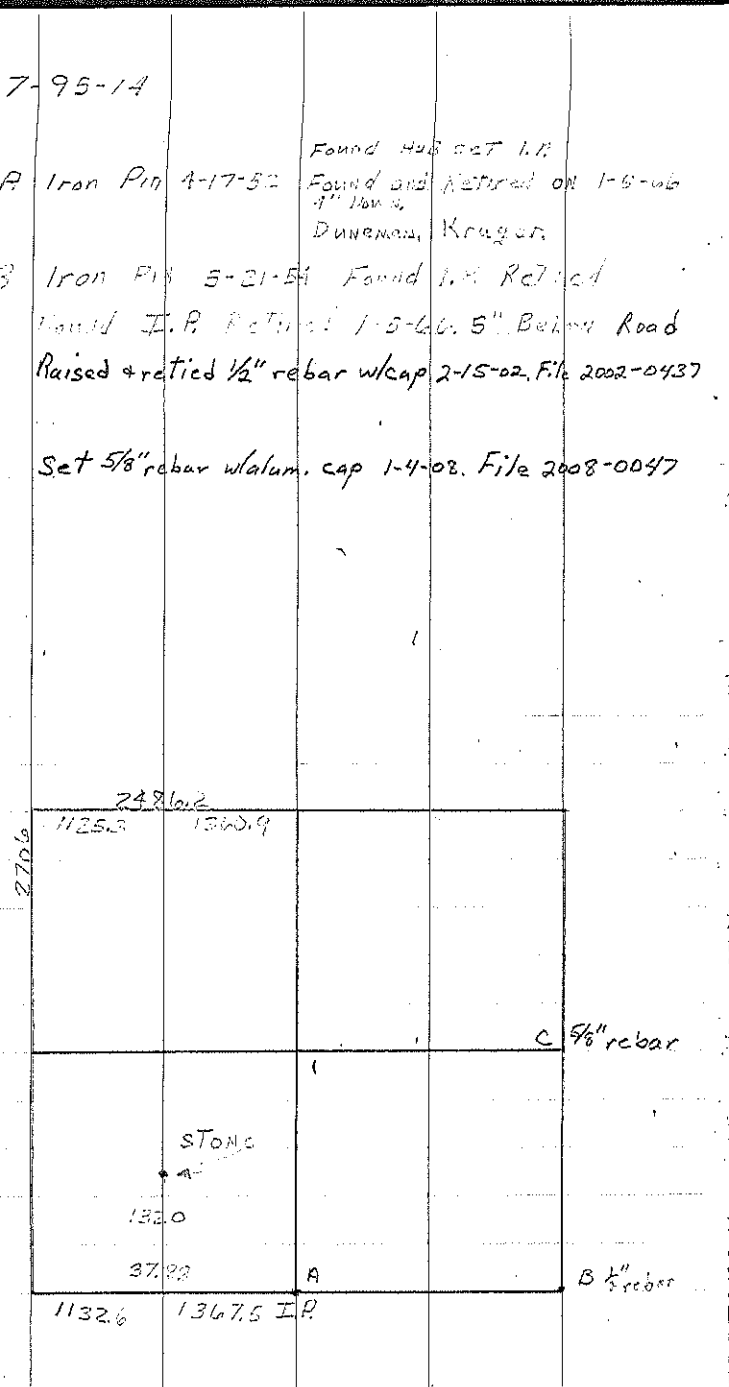 7-95-14
Found Hub set I.P.
A Iron Pin 4-17-52 Found and Retired on 1-5-66
4" Down
Duneman, Kruger
B Iron Pin 5-21-54 Found I.P. Retied
Found I.P. Retied 1-5-66. 5" Below Road
Raised & retied 1/2" rebar w/cap 2-15-02. File 2002-0437
Set 5/8" rebar w/alum. cap 1-4-08. File 2008-0047
2486.2
1125.3 1360.9
2706
C 5/8" rebar
STONE
132.0
37.92
A
B 1/2" rebar
1132.6 1367.5 I.P.